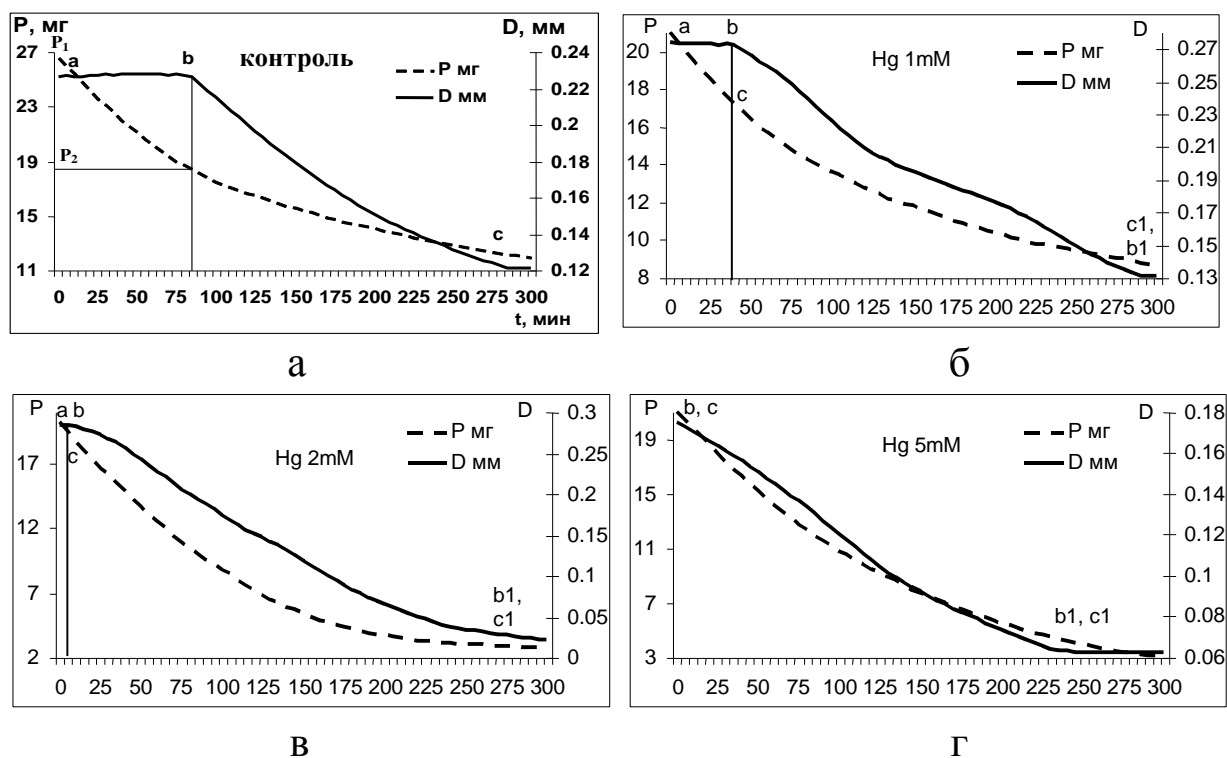 P, мг
D, мм
P₁
a
b
контроль
P мг
D мм
P₂
c
27
23
19
15
11
0.24
0.22
0.2
0.18
0.16
0.14
0.12
0 25 50 75 100 125 150 175 200 225 250 275 300
t, мин
а
P
D
a
b
c
Hg 1mM
P мг
D мм
c1,
b1
20
18
16
14
12
10
8
0.27
0.25
0.23
0.21
0.19
0.17
0.15
0.13
0 25 50 75 100 125 150 175 200 225 250 275 300
б
P
a b
D
c
Hg 2mM
P мг
D мм
b1,
c1
17
12
7
2
0.3
0.25
0.2
0.15
0.1
0.05
0
0 25 50 75 100 125 150 175 200 225 250 275 300
в
P
b, c
D
Hg 5mM
P мг
D мм
b1, c1
19
15
11
7
3
0.18
0.16
0.14
0.12
0.1
0.08
0.06
0 25 50 75 100 125 150 175 200 225 250 275 300
г